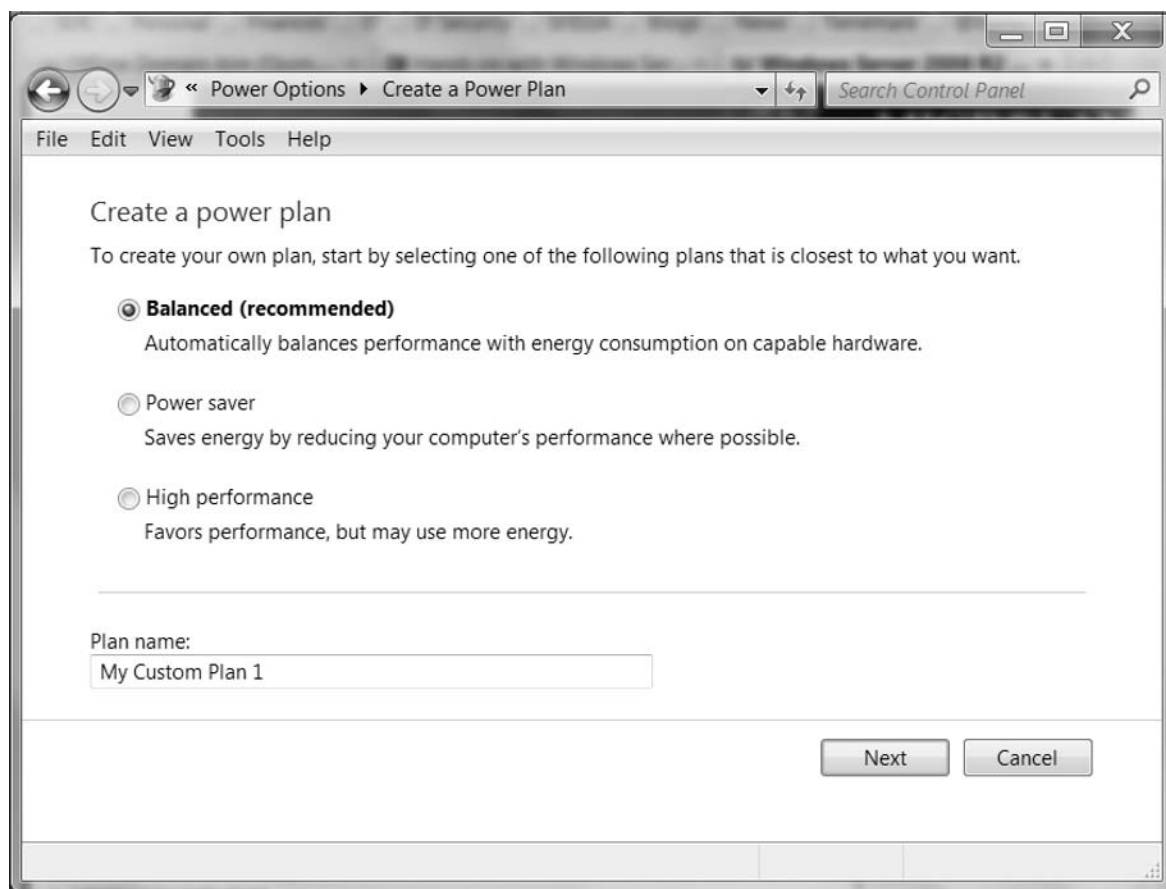 « Power Options ▸ Create a Power Plan
Search Control Panel
File Edit View Tools Help
Create a power plan
To create your own plan, start by selecting one of the following plans that is closest to what you want.
Balanced (recommended)
Automatically balances performance with energy consumption on capable hardware.
Power saver
Saves energy by reducing your computer's performance where possible.
High performance
Favors performance, but may use more energy.
Plan name:
My Custom Plan 1
Next Cancel